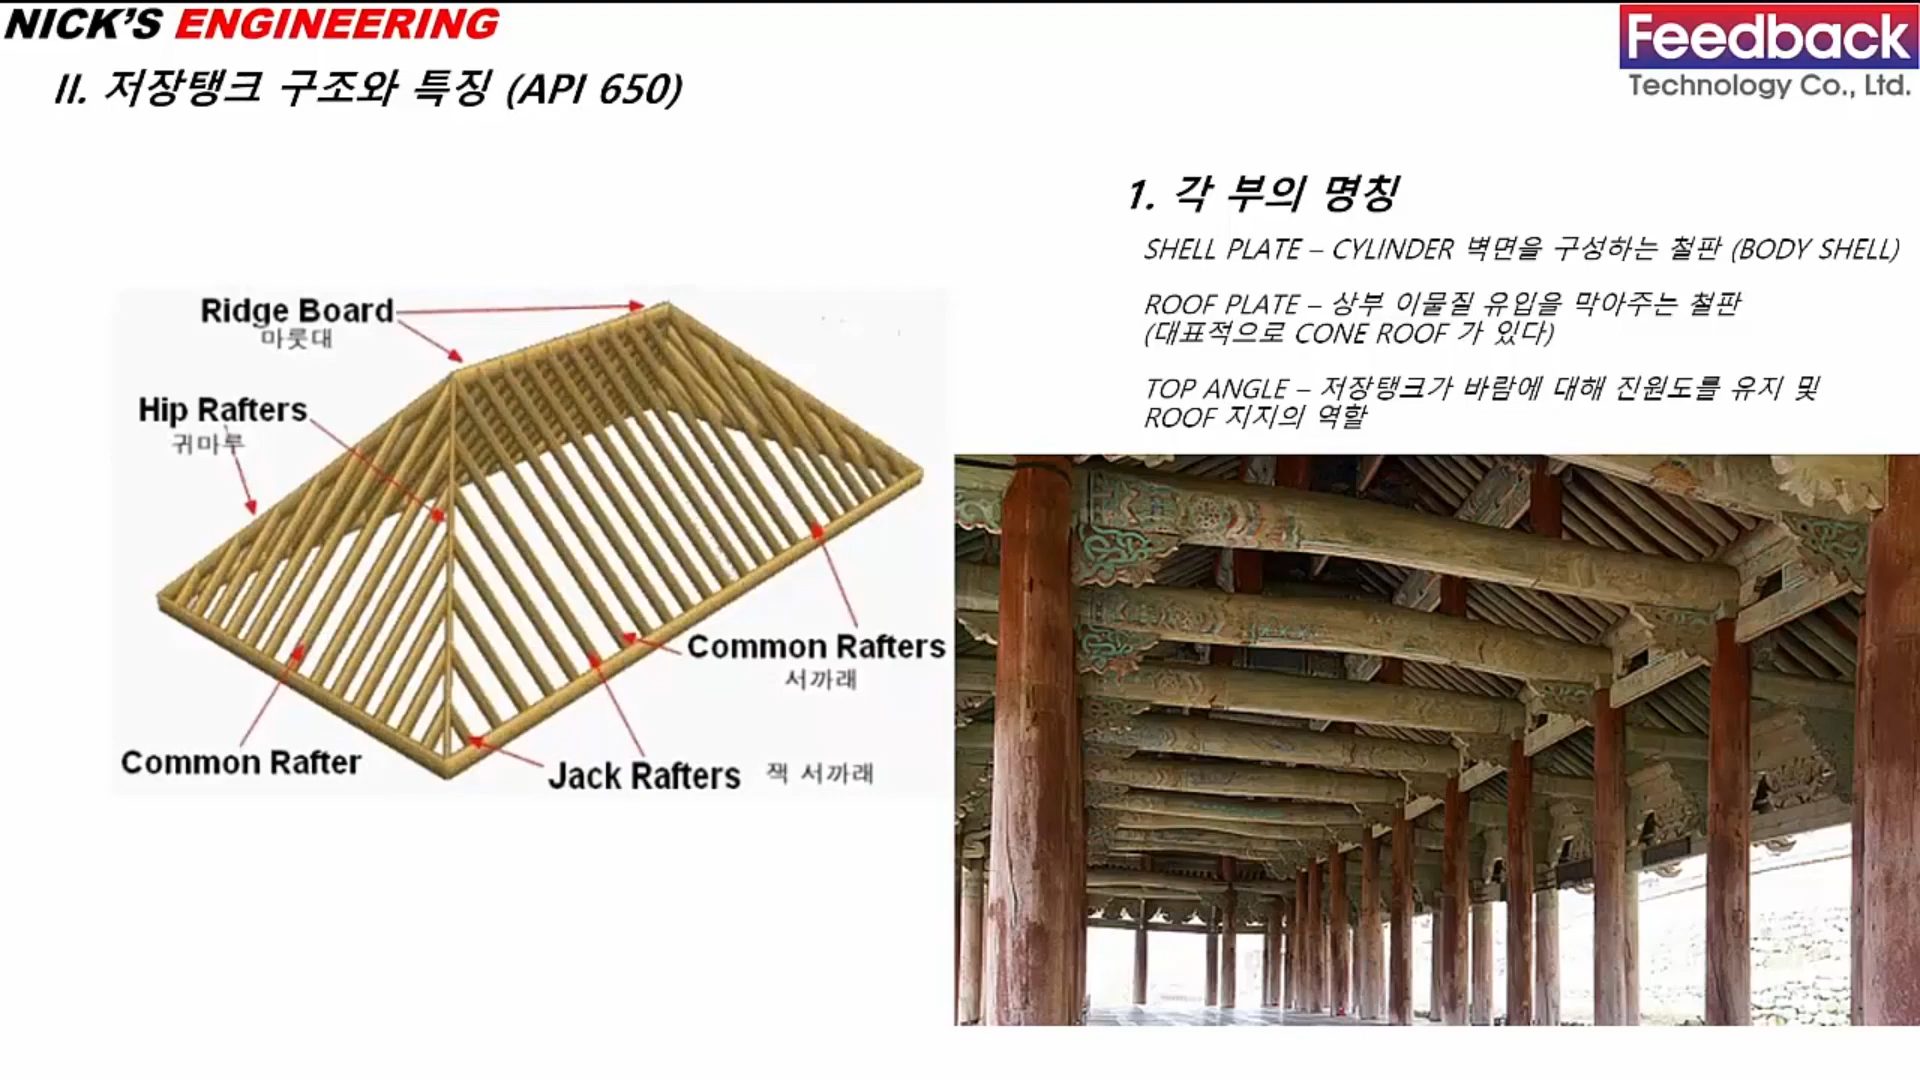 NICK'S ENGINEERING
Feedback
Technology Co., Ltd.
II. 저장탱크 구조와 특징 (API 650)
1. 각 부의 명칭
SHELL PLATE – CYLINDER 벽면을 구성하는 철판 (BODY SHELL)
ROOF PLATE – 상부 이물질 유입을 막아주는 철판
(대표적으로 CONE ROOF 가 있다)
TOP ANGLE – 저장탱크가 바람에 대해 진원도를 유지 및
ROOF 지지의 역할
Ridge Board
마룻대
Hip Rafters
귀마루
Common Rafters
서까래
Common Rafter
Jack Rafters 잭 서까래